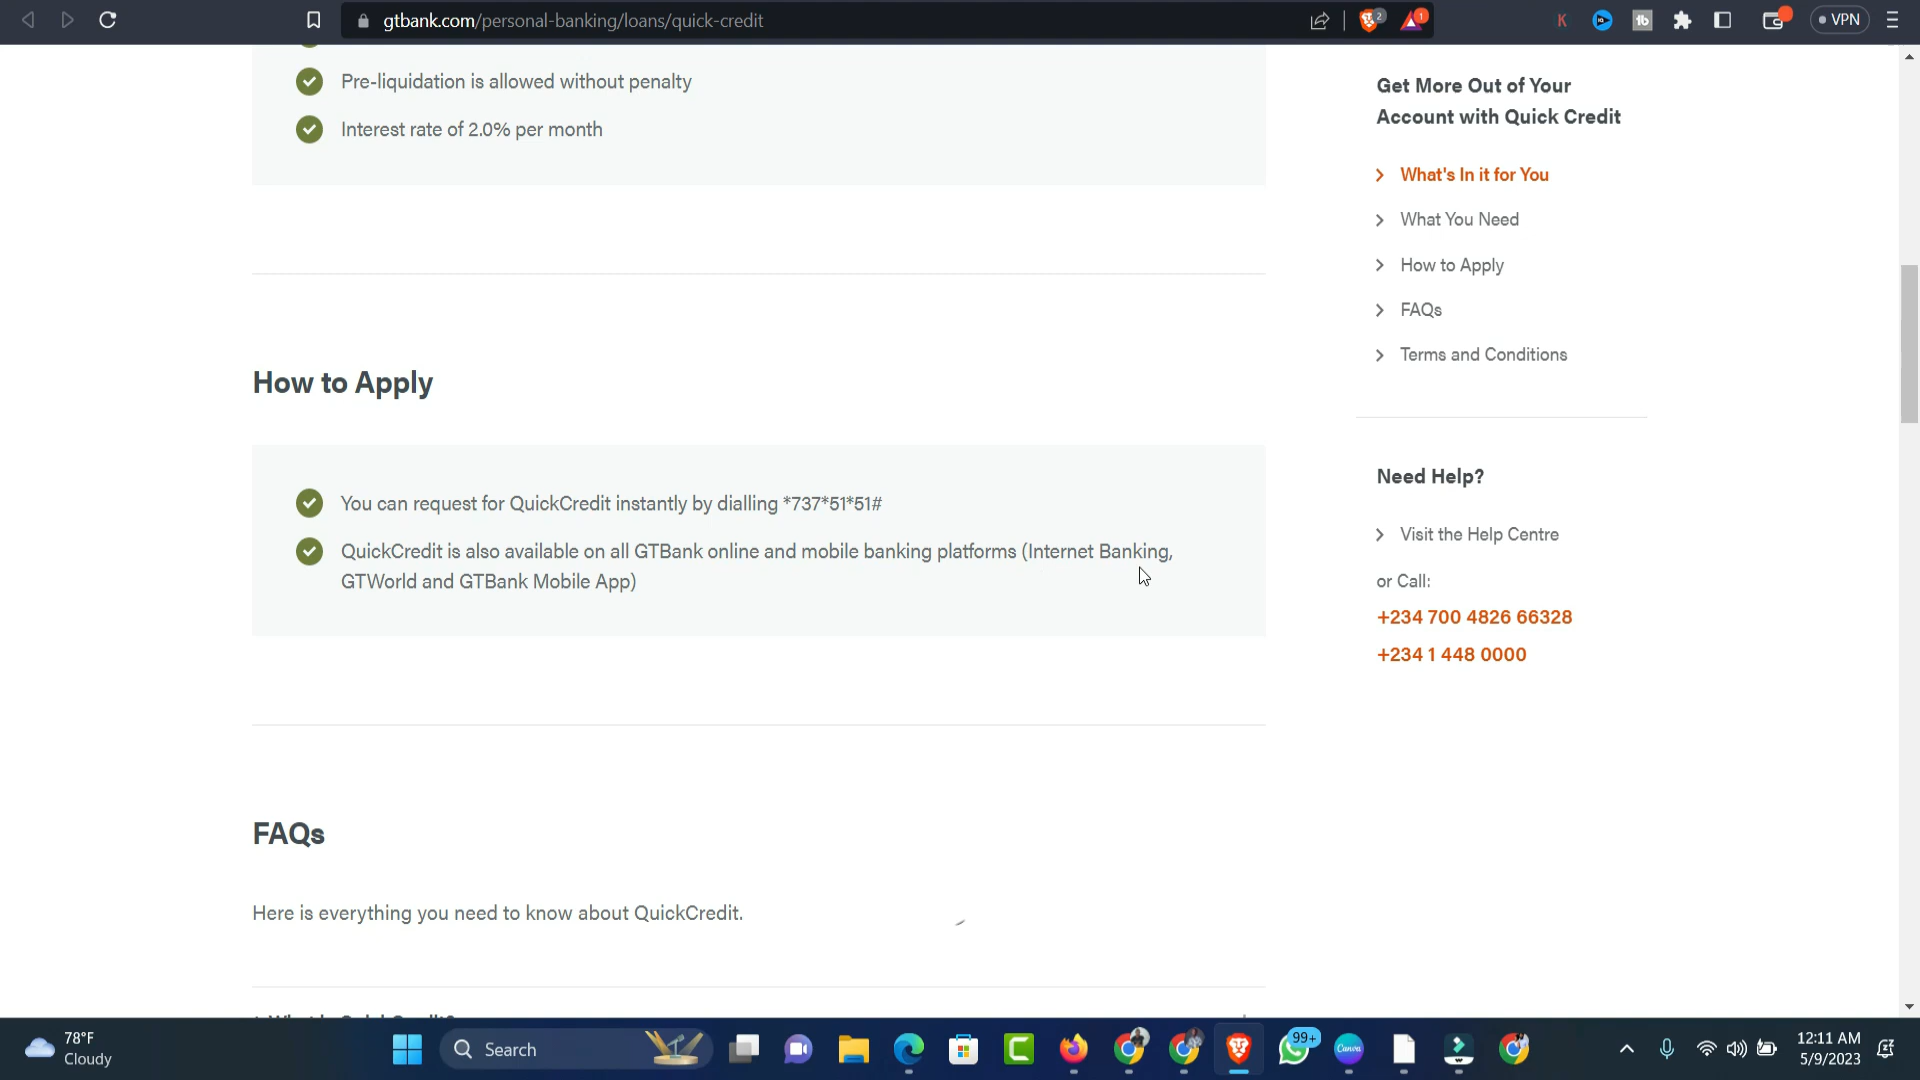 gtbank.com/personal-banking/loans/quick-credit
2
1
K
tb
VPN
Pre-liquidation is allowed without penalty
Interest rate of 2.0% per month
How to Apply
You can request for QuickCredit instantly by dialling *737*51*51#
QuickCredit is also available on all GTBank online and mobile banking platforms (Internet Banking,
GTWorld and GTBank Mobile App)
FAQs
Here is everything you need to know about QuickCredit.
Get More Out of Your
Account with Quick Credit
What's In it for You
What You Need
How to Apply
FAQs
Terms and Conditions
Need Help?
Visit the Help Centre
or Call:
+234 700 4826 66328
+234 1 448 0000
78°F
Cloudy
Search
99+
Canva
12:11 AM
5/9/2023